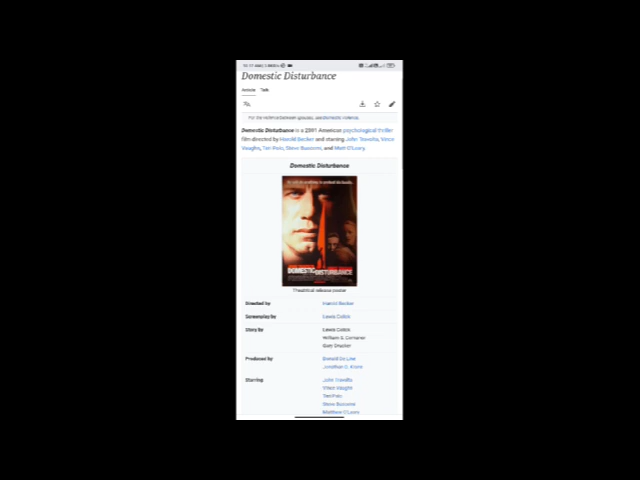 Domestic Disturbance
Article Talk
For the violence between spouses, see domestic violence.
Domestic Disturbance is a 2001 American psychological thriller
film directed by Harold Becker and starring John Travolta, Vince
Vaughn, Teri Polo, Steve Buscemi, and Matt O'Leary.
Domestic Disturbance
DOMESTIC DISTURBANCE
Theatrical release poster
Directed by Harold Becker
Screenplay by Lewis Colick
Story by Lewis Colick
William S. Comanor
Gary Drucker
Produced by Donald De Line
Jonathan D. Krane
Starring John Travolta
Vince Vaughn
Teri Polo
Steve Buscemi
Matthew O'Leary